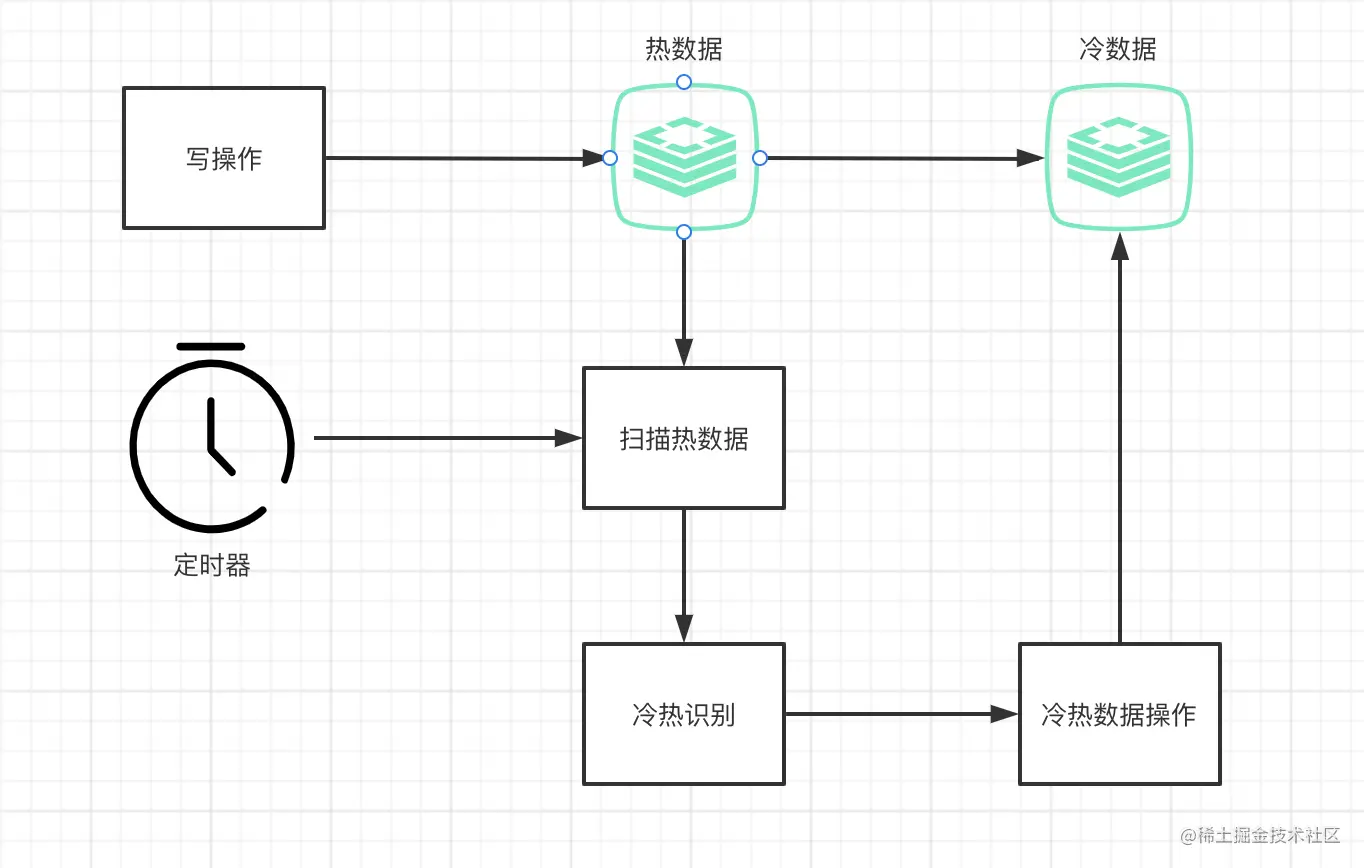 热数据
冷数据
写操作
扫描热数据
定时器
冷热识别
冷热数据操作
@稀土掘金技术社区